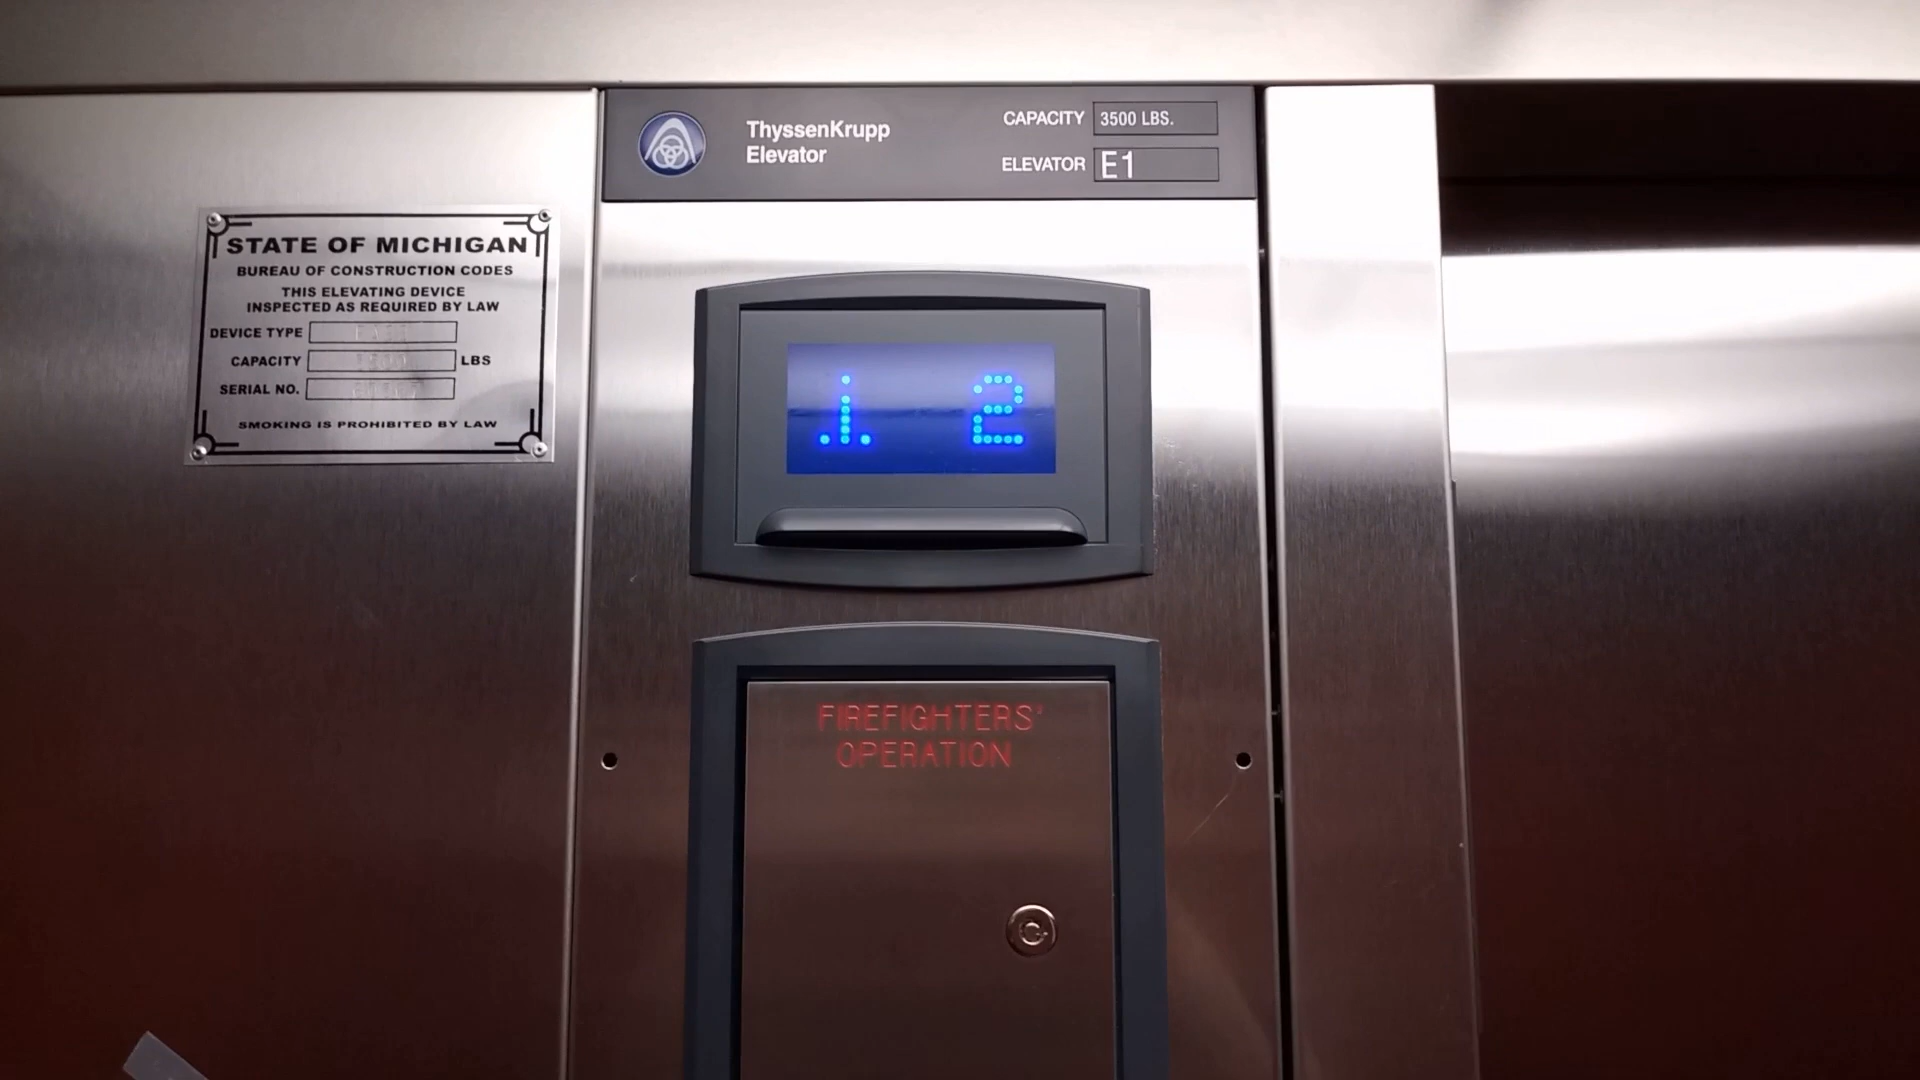 ThyssenKrupp
Elevator
CAPACITY 3500 LBS.
ELEVATOR E1
STATE OF MICHIGAN
BUREAU OF CONSTRUCTION CODES
THIS ELEVATING DEVICE
INSPECTED AS REQUIRED BY LAW
DEVICE TYPE
CAPACITY LBS
SERIAL NO.
SMOKING IS PROHIBITED BY LAW
2
FIREFIGHTERS'
OPERATION